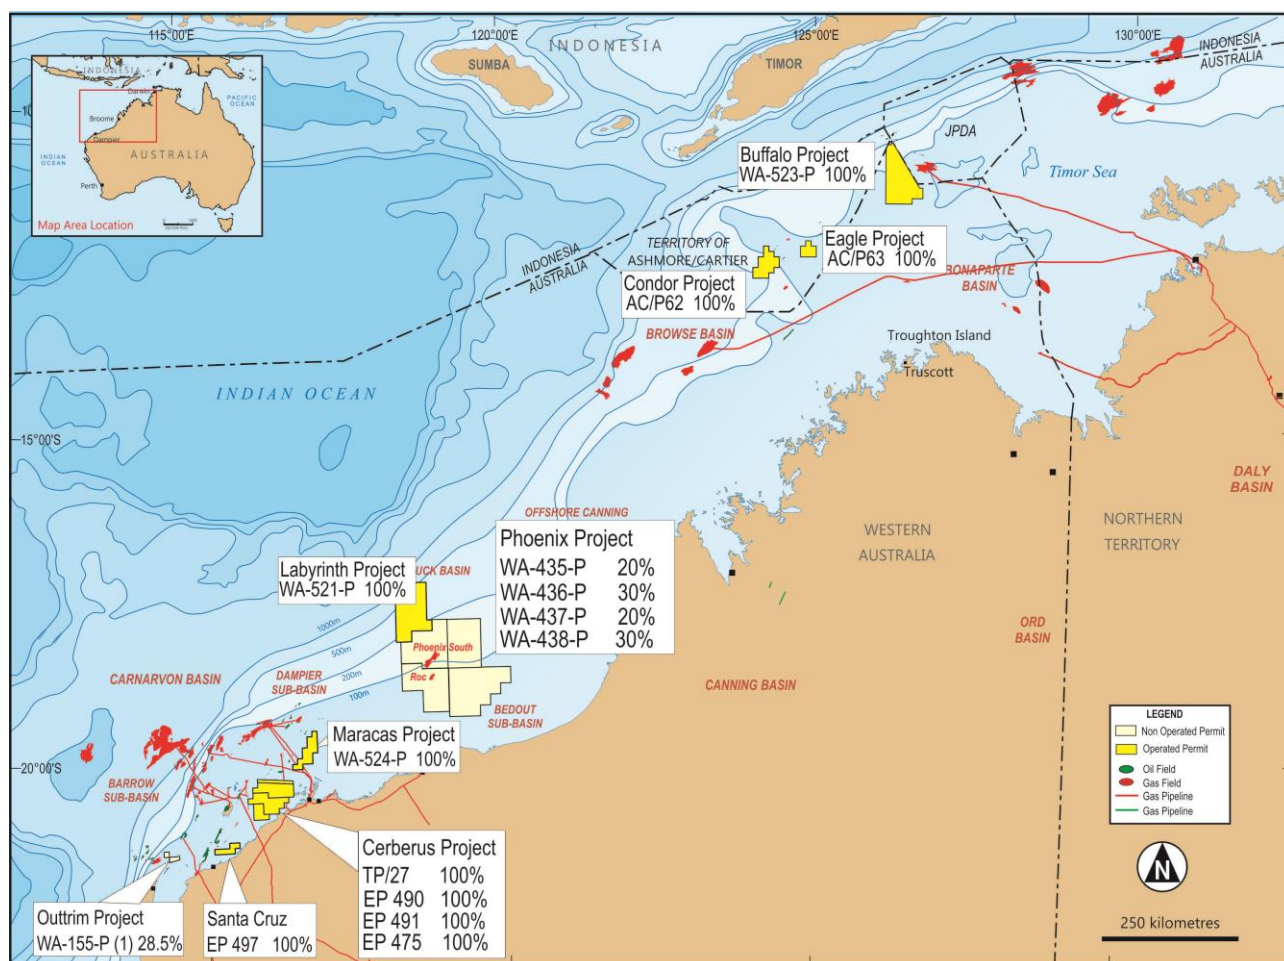 115°00'E
120°00'E
125°00'E
130°00'E
INDONESIA
SUMBA
TIMOR
INDONESIA
AUSTRALIA
INDONESIA
PACIFIC
OCEAN
Darwin
Broome
Dampier
INDIAN
OCEAN
AUSTRALIA
Perth
Map Area Location
JPDA
Timor Sea
Buffalo Project
WA-523-P 100%
Eagle Project
AC/P63 100%
TERRITORY OF
ASHMORE/CARTIER
Condor Project
AC/P62 100%
INDONESIA
AUSTRALIA
BONAPARTE
BASIN
BROWSE BASIN
Troughton Island
Truscott
INDIAN OCEAN
15°00'S
DALY
BASIN
OFFSHORE CANNING
WESTERN
AUSTRALIA
NORTHERN
TERRITORY
Phoenix Project
WA-435-P 20%
WA-436-P 30%
WA-437-P 20%
WA-438-P 30%
Labyrinth Project
WA-521-P 100%
UCK BASIN
1000m
500m
200m
100m
Phoenix South
Roc
ORD
BASIN
CARNARVON BASIN
DAMPIER
SUB-BASIN
CANNING BASIN
BEDOUT
SUB-BASIN
Maracas Project
WA-524-P 100%
20°00'S
BARROW
SUB-BASIN
LEGEND
Non Operated Permit
Operated Permit
Oil Field
Gas Field
Gas Pipeline
Gas Pipeline
Cerberus Project
TP/27 100%
EP 490 100%
EP 491 100%
EP 475 100%
Outtrim Project
WA-155-P (1) 28.5%
Santa Cruz
EP 497 100%
N
250 kilometres